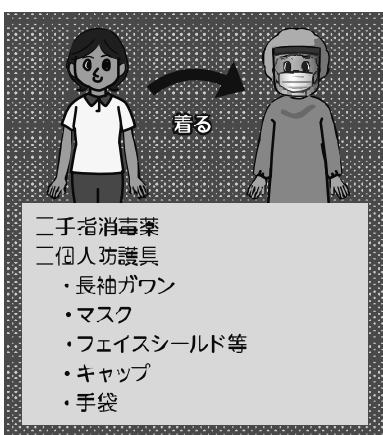 着る
□手指消毒薬
□個人防護具
・長袖ガウン
・マスク
・フェイスシールド等
・キャップ
・手袋